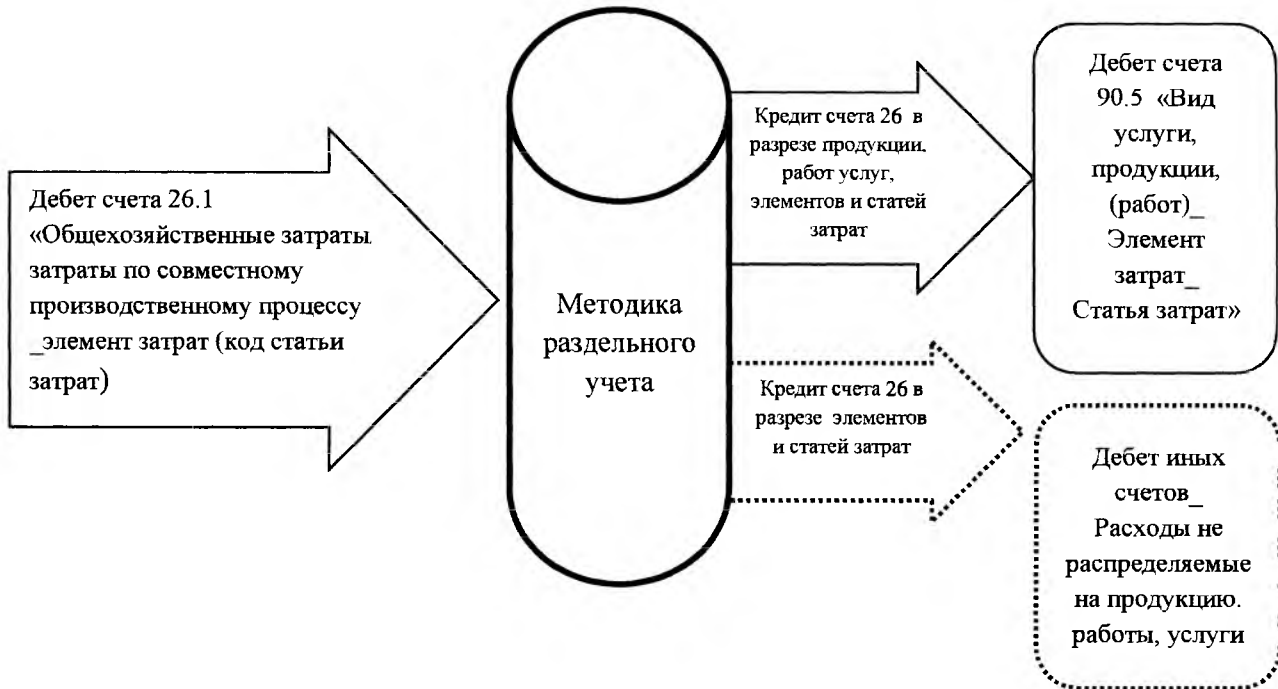 Дебет счета 26.1
«Общехозяйственные затраты.
затраты по совместному
производственному процессу
_элемент затрат (код статьи
затрат)
Методика
раздельного
учета
Кредит счета 26 в
разрезе продукции.
работ услуг,
элементов и статей
затрат
Кредит счета 26 в
разрезе элементов
и статей затрат
Дебет счета
90.5 «Вид
услуги,
продукции,
(работ)_
Элемент
затрат_
Статья затрат»
Дебет иных
счетов_
Расходы не
распределяемые
на продукцию.
работы, услуги